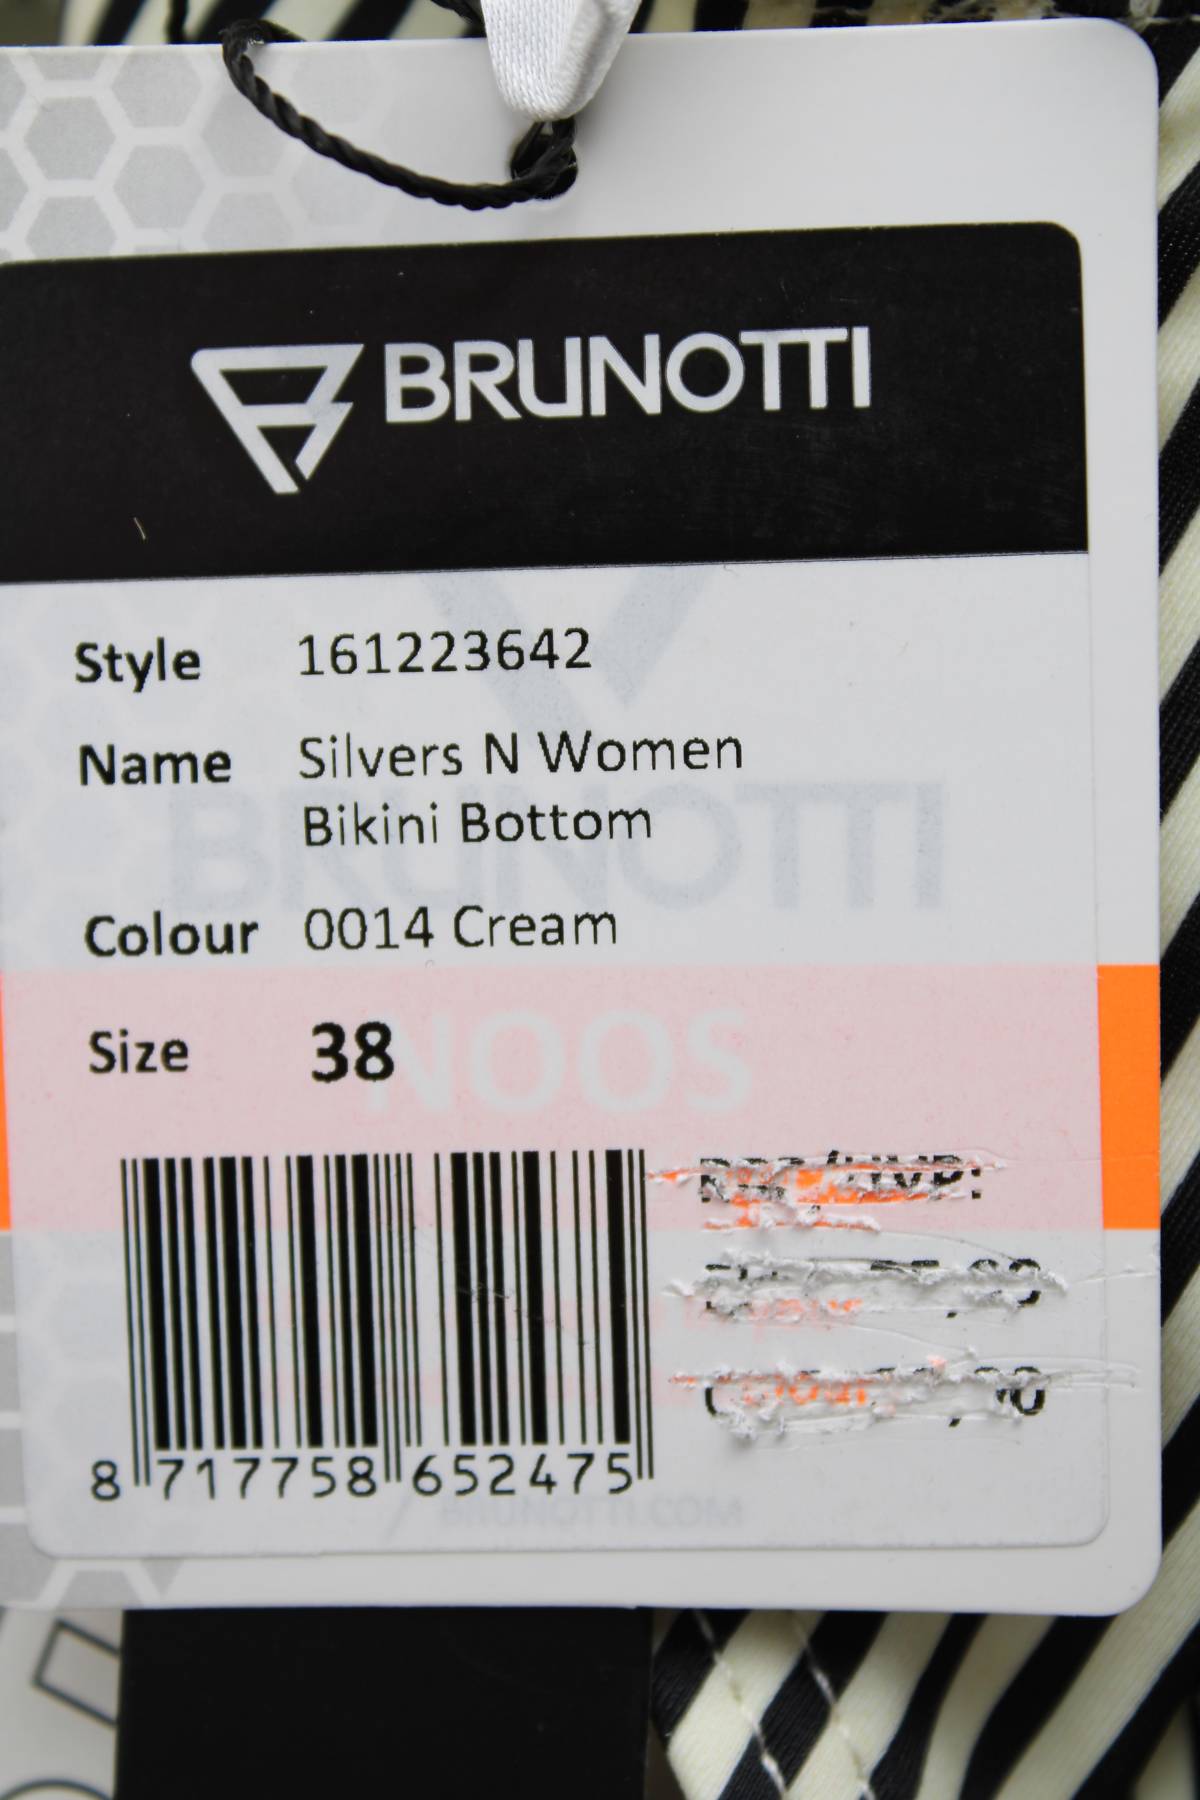 BRUNOTTI
Style 161223642
Name Silvers N Women
Bikini Bottom
BRUNOTTI
Colour 0014 Cream
Size 38
NOOS
8 717758 652475
BRUNOTTI.COM